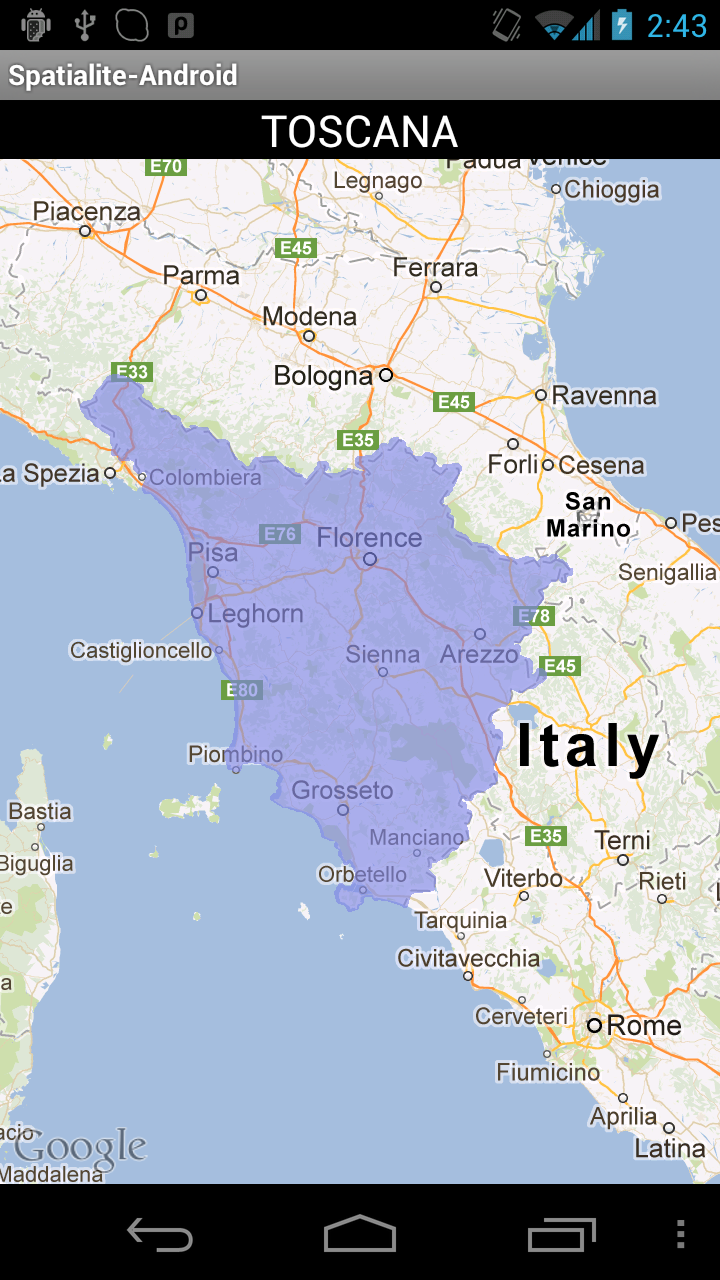 2:43
Spatialite-Android
TOSCANA
E70
Padua Venice
Legnago
Chioggia
Piacenza
E45
Parma
Ferrara
Modena
E33
Bologna
E45
Ravenna
E35
Forli
Cesena
La Spezia
Colombiera
San
Marino
Pes
E76
Florence
Pisa
Senigallia
Leghorn
E78
Castiglioncello
Sienna
Arezzo
E45
E80
Italy
Piombino
Grosseto
Bastia
E35
Manciano
Terni
Biguglia
Orbetello
Viterbo
Rieti
te
Tarquinia
Civitavecchia
a
Cerveteri
Rome
Fiumicino
Aprilia
acio
Google
Latina
Maddalena